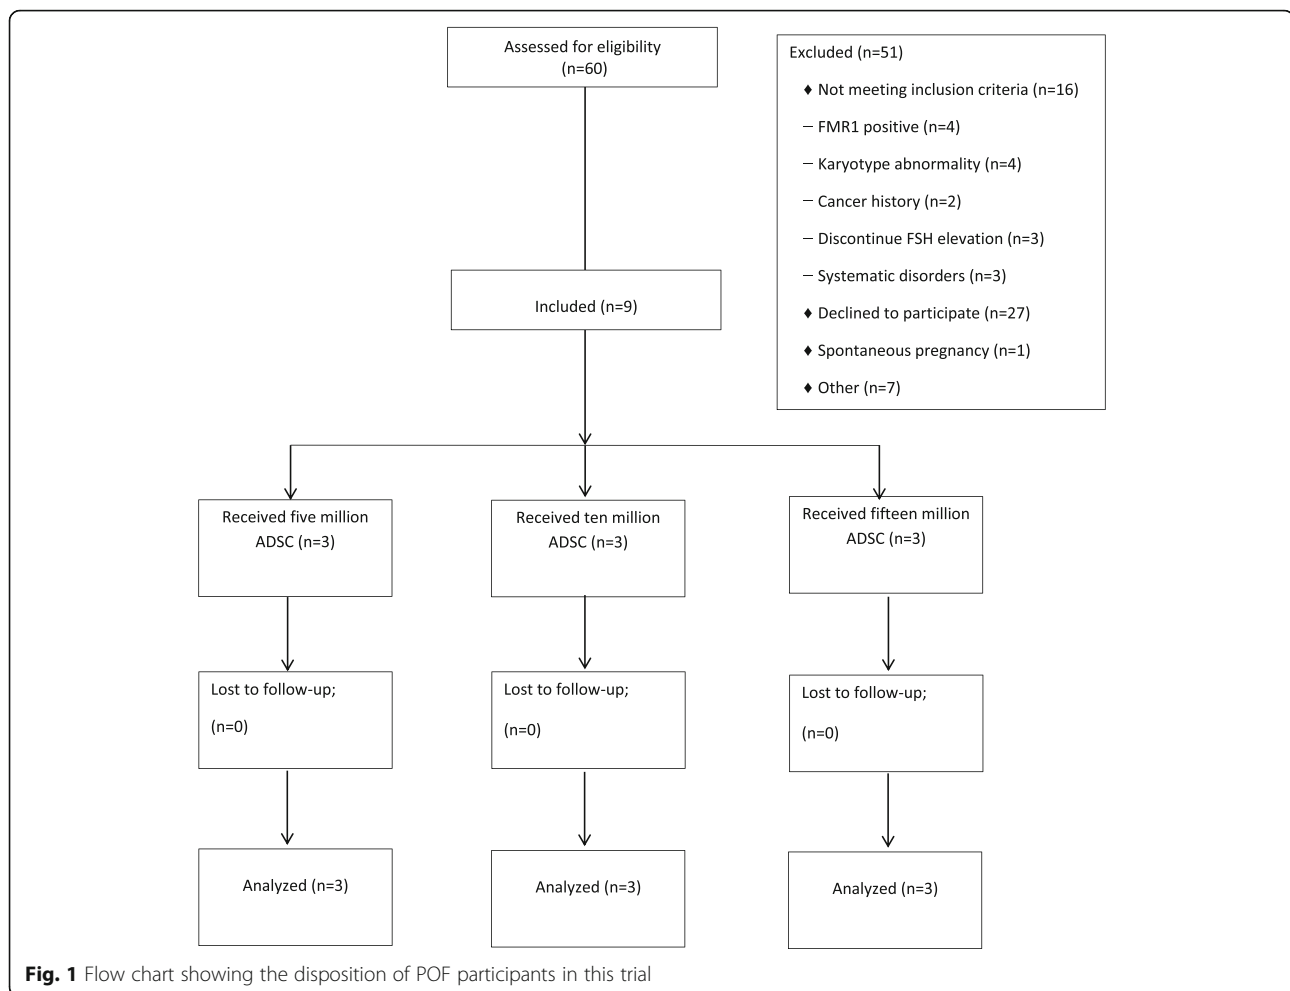 Assessed for eligibility
(n=60)
Excluded (n=51)
♦ Not meeting inclusion criteria (n=16)
– FMR1 positive (n=4)
– Karyotype abnormality (n=4)
– Cancer history (n=2)
– Discontinue FSH elevation (n=3)
– Systematic disorders (n=3)
♦ Declined to participate (n=27)
♦ Spontaneous pregnancy (n=1)
♦ Other (n=7)
Included (n=9)
Received five million
ADSC (n=3)
Received ten million
ADSC (n=3)
Received fifteen million
ADSC (n=3)
Lost to follow-up;
(n=0)
Lost to follow-up;
(n=0)
Lost to follow-up;
(n=0)
Analyzed (n=3)
Analyzed (n=3)
Analyzed (n=3)
Fig. 1 Flow chart showing the disposition of POF participants in this trial